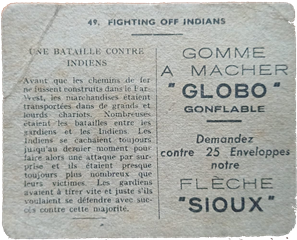 49. FIGHTING OFF INDIANS
UNE BATAILLE CONTRE
INDIENS
Avant que les chemins de fer
ne fussent construits dans le Far-
West, les marchandises étaient
transportées dans de grands et
lourds chariots. Nombreuses
étaient les batailles entre les
gardiens et les Indiens. Les
Indiens se cachaient toujours
jusqu'au dernier moment pour
faire alors une attaque par sur-
prise et ils étaient presque
toujours plus nombreux que
leurs victimes. Les gardiens
avaient à tirer vite et juste s'ils
voulaient se défendre avec suc-
cès contre cette majorité.
GOMME
A MACHER
"GLOBO"
GONFLABLE
Demandez
contre 25 Enveloppes
notre
FLÈCHE
"SIOUX"